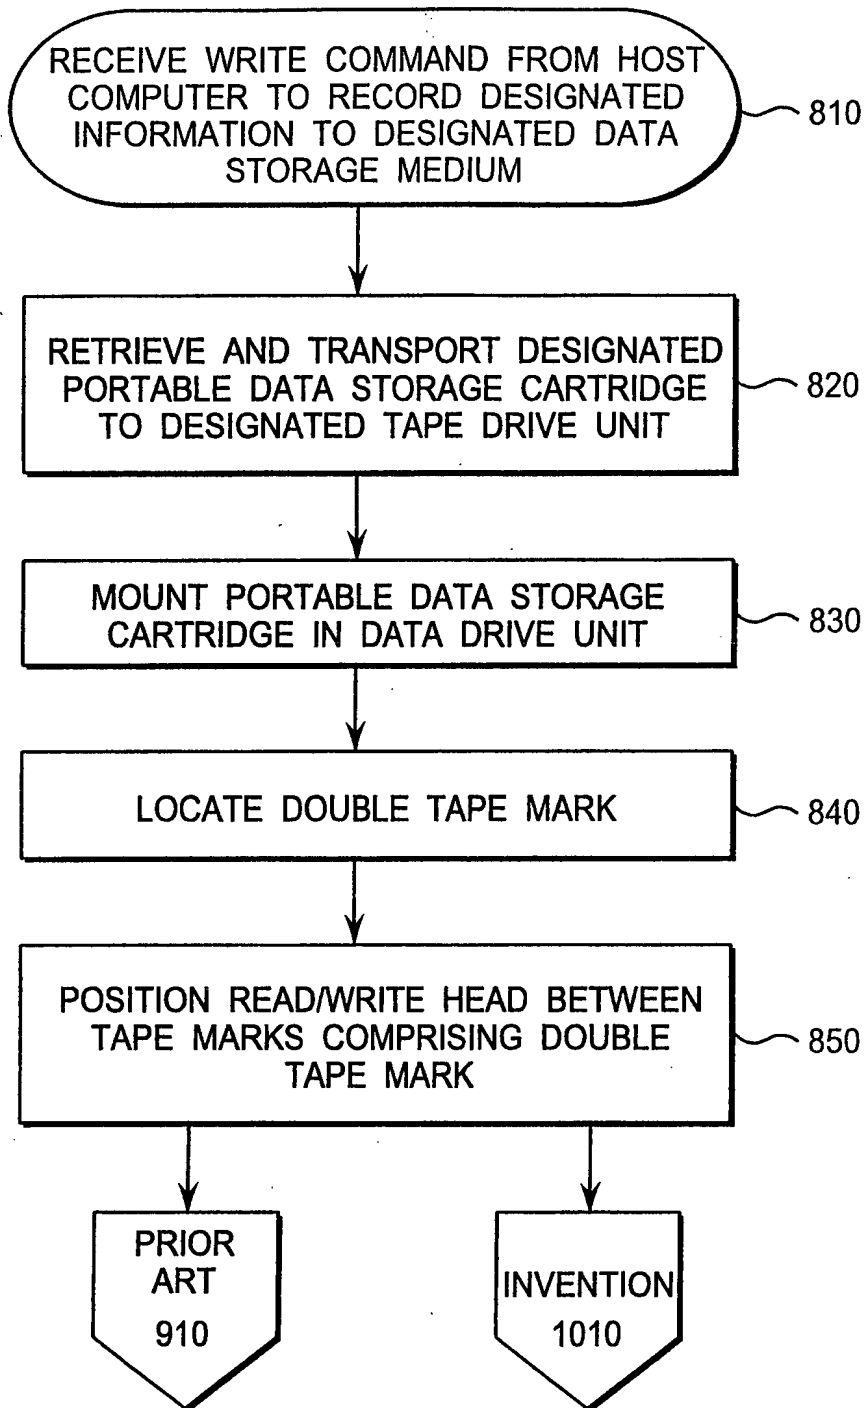 RECEIVE WRITE COMMAND FROM HOST
COMPUTER TO RECORD DESIGNATED
INFORMATION TO DESIGNATED DATA
STORAGE MEDIUM
810
RETRIEVE AND TRANSPORT DESIGNATED
PORTABLE DATA STORAGE CARTRIDGE
TO DESIGNATED TAPE DRIVE UNIT
820
MOUNT PORTABLE DATA STORAGE
CARTRIDGE IN DATA DRIVE UNIT
830
LOCATE DOUBLE TAPE MARK
840
POSITION READ/WRITE HEAD BETWEEN
TAPE MARKS COMPRISING DOUBLE
TAPE MARK
850
PRIOR
ART
910
INVENTION
1010